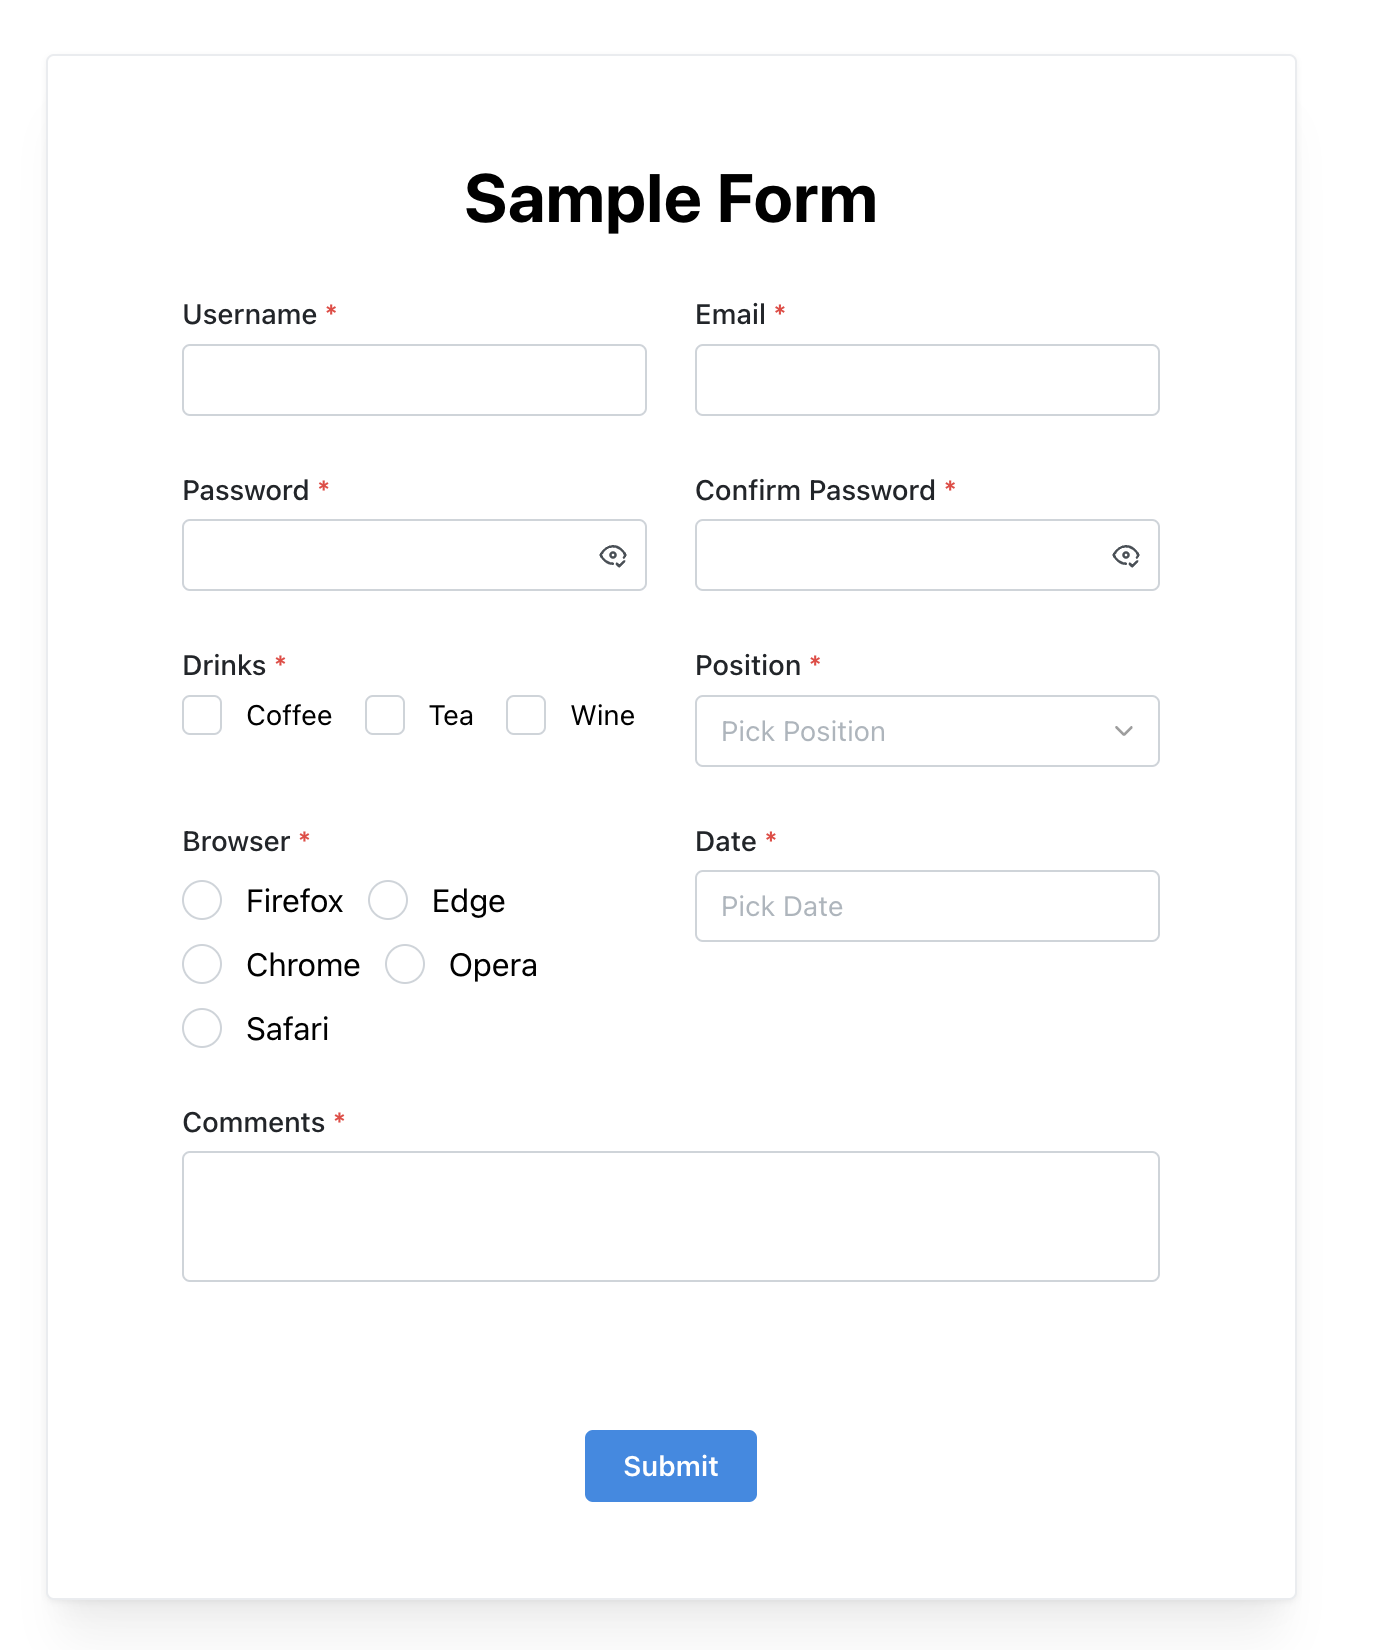 Sample Form
Username * Email *
Password * Confirm Password *
Drinks * Position *
Coffee Tea Wine Pick Position
Browser * Date *
Firefox Edge Pick Date
Chrome Opera
Safari
Comments *
Submit